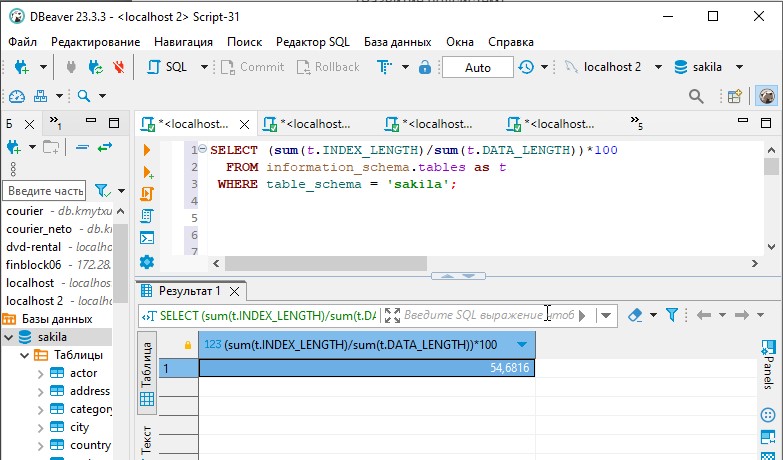 DBeaver 23.3.3 - <localhost 2> Script-31
Файл Редактирование Навигация Поиск Редактор SQL База данных Окна Справка
SQL Commit Rollback Auto localhost 2 sakila
Б »1 *<localhost... *<localhost... *<localhost... *<localhost... »5
Введите часть
courier - db.kmytxu
courier_neto - db.k
dvd-rental - localho
finblock06 - 172.28.
localhost - localhos
localhost 2 - localh
Базы данных
sakila
Таблицы
actor
address
category
city
country
1 SELECT (sum(t.INDEX_LENGTH)/sum(t.DATA_LENGTH))*100
2 FROM information_schema.tables as t
3 WHERE table_schema = 'sakila';
4
5
6
7
Результат 1
SELECT (sum(t.INDEX_LENGTH)/sum(t.DA Введите SQL выражение чтоб
Таблица
Текст
123 (sum(t.INDEX_LENGTH)/sum(t.DATA_LENGTH))*100
1 54,6816
Panels